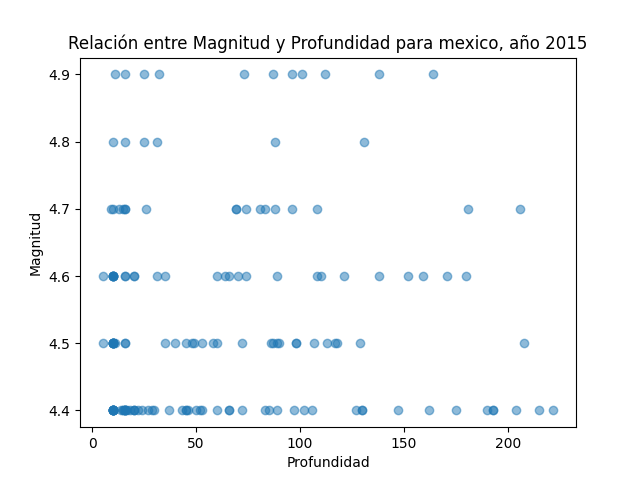 Relación entre Magnitud y Profundidad para mexico, año 2015
4.9
4.8
4.7
4.6
4.5
4.4
Magnitud
0 50 100 150 200
Profundidad